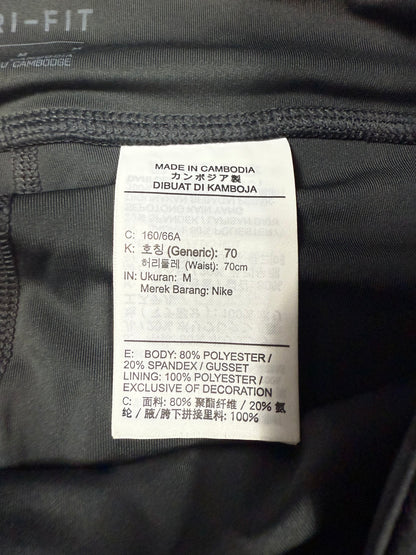 RI-FIT
CAMBODGE
MADE IN CAMBODIA
カンボジア製
DIBUAT DI KAMBOJA
C: 160/66A
K: 호칭 (Generic): 70
허리둘레 (Waist): 70cm
IN: Ukuran: M
Merek Barang: Nike
E: BODY: 80% POLYESTER/
20% SPANDEX / GUSSET
LINING: 100% POLYESTER/
EXCLUSIVE OF DECORATION
C: 面料: 80% 聚酯纤维 / 20% 氨
纶 / 腋/胯下拼接里料: 100%